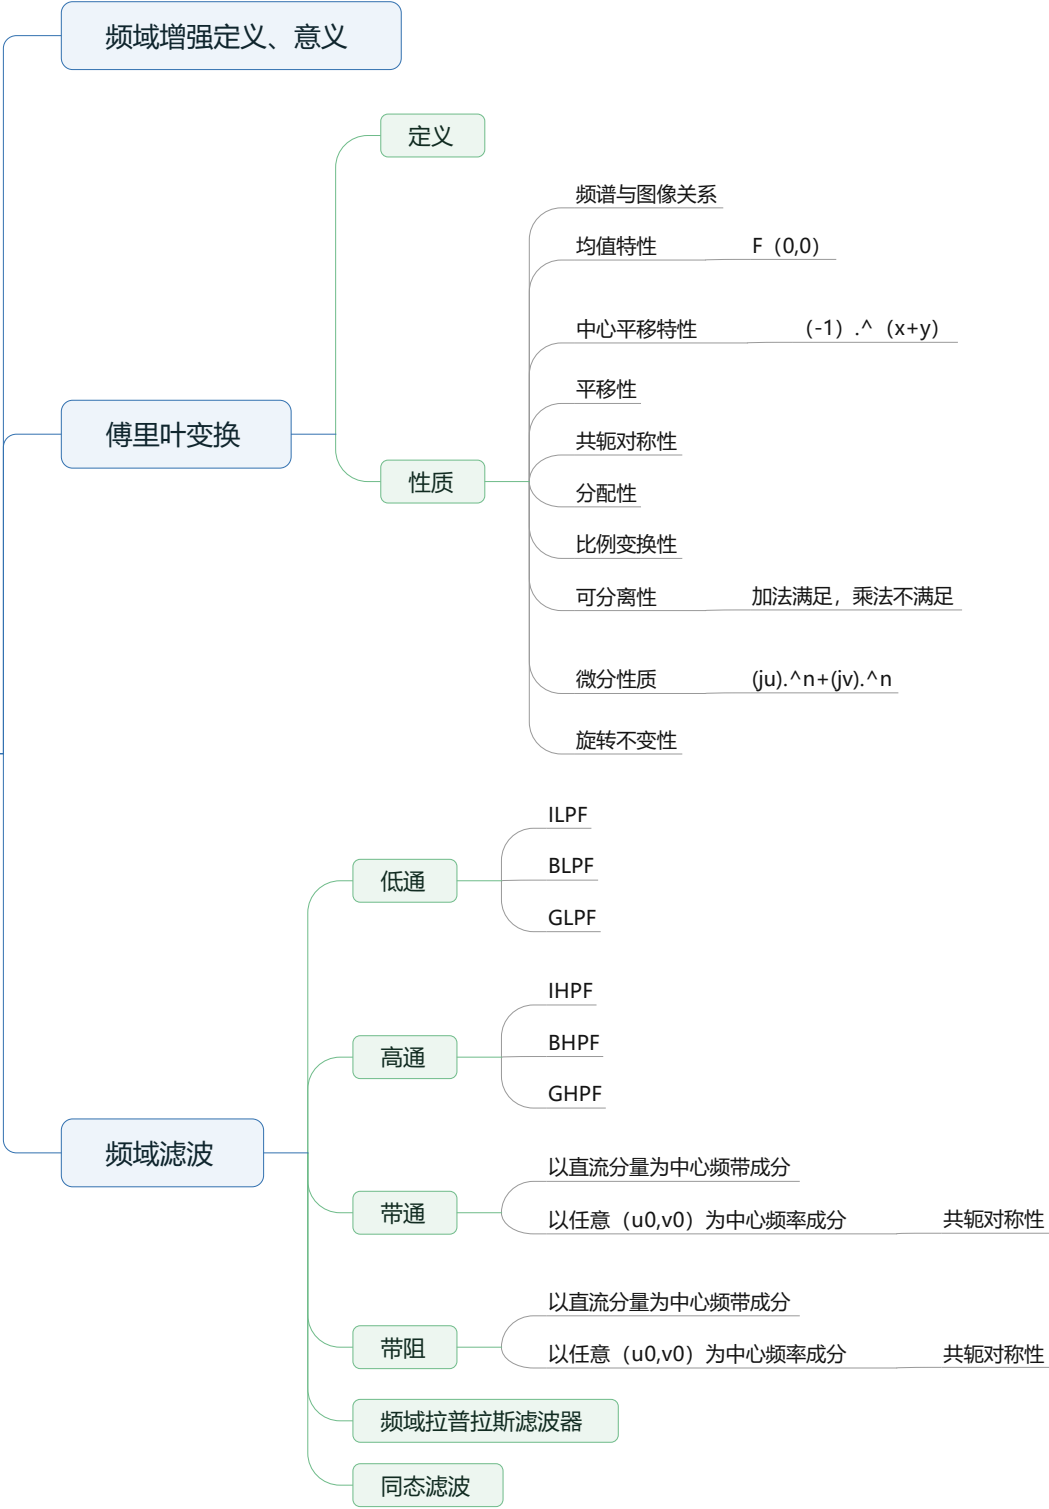 频域增强定义、意义
定义
频谱与图像关系
均值特性 F（0,0）
中心平移特性 （-1）.^（x+y）
平移性
傅里叶变换
共轭对称性
性质
分配性
比例变换性
可分离性 加法满足，乘法不满足
微分性质 (ju).^n+(jv).^n
旋转不变性
ILPF
低通
BLPF
GLPF
IHPF
高通
BHPF
GHPF
频域滤波
以直流分量为中心频带成分
带通
以任意（u0,v0）为中心频率成分 共轭对称性
以直流分量为中心频带成分
带阻
以任意（u0,v0）为中心频率成分 共轭对称性
频域拉普拉斯滤波器
同态滤波